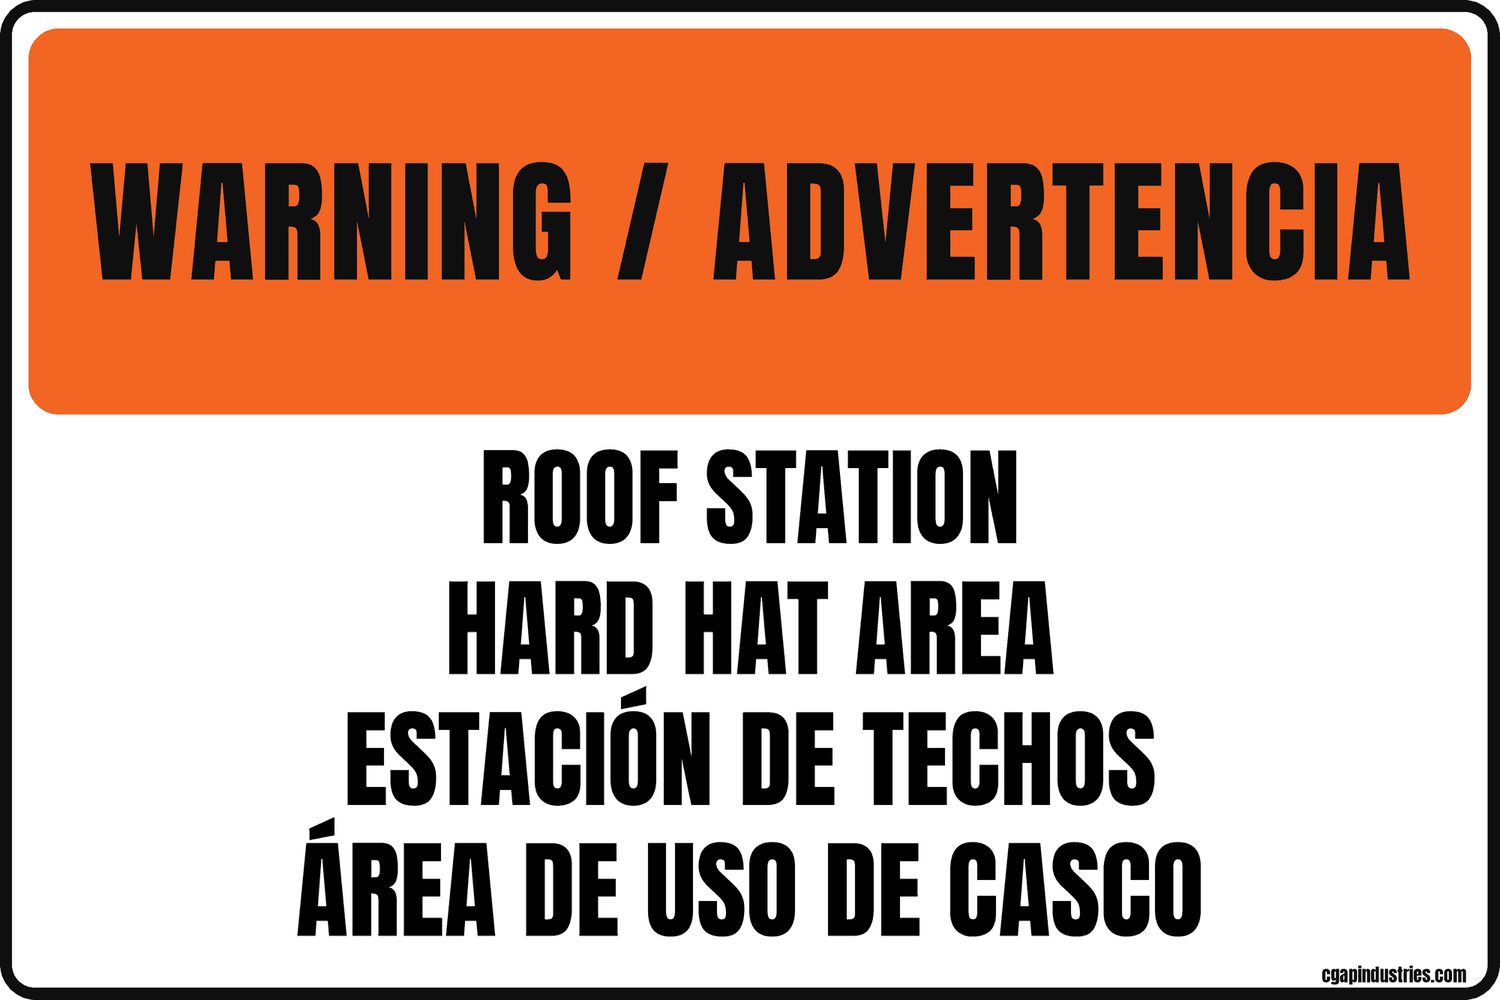 WARNING / ADVERTENCIA
ROOF STATION
HARD HAT AREA
ESTACIÓN DE TECHOS
ÁREA DE USO DE CASCO
cgapindustries.com